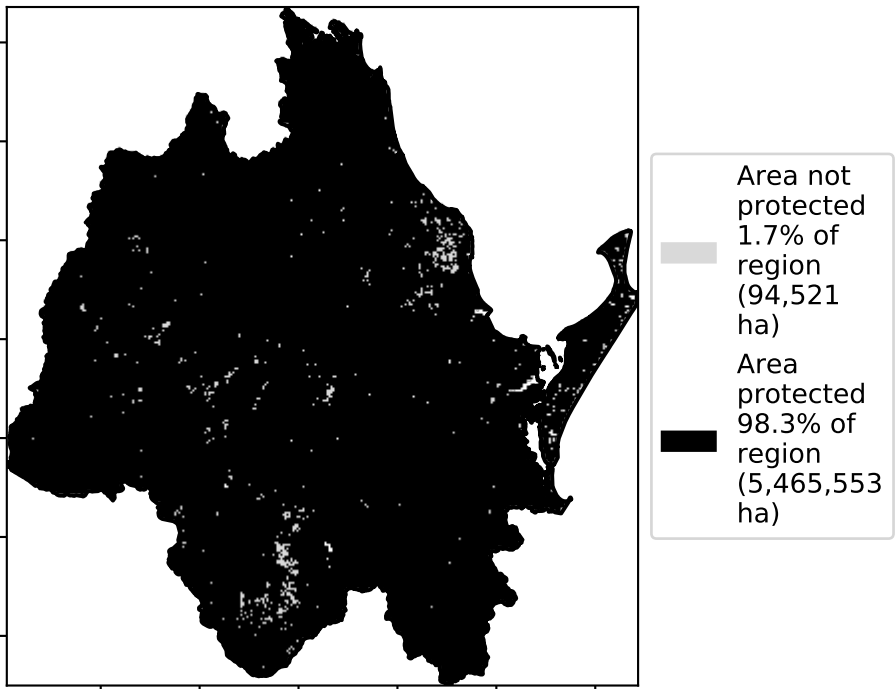 Area not
protected
1.7% of
region
(94,521
ha)
Area
protected
98.3% of
region
(5,465,553
ha)